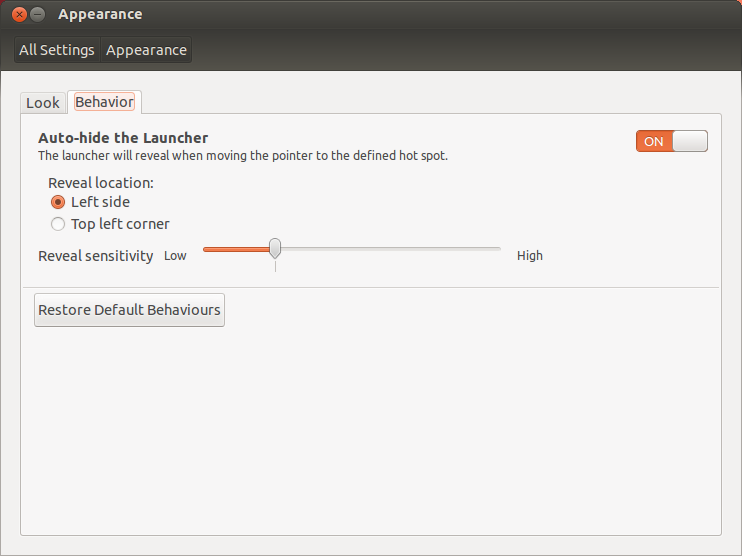 Appearance
All Settings Appearance
Look Behavior
Auto-hide the Launcher
ON
The launcher will reveal when moving the pointer to the defined hot spot.
Reveal location:
Left side
Top left corner
Reveal sensitivity Low High
Restore Default Behaviours